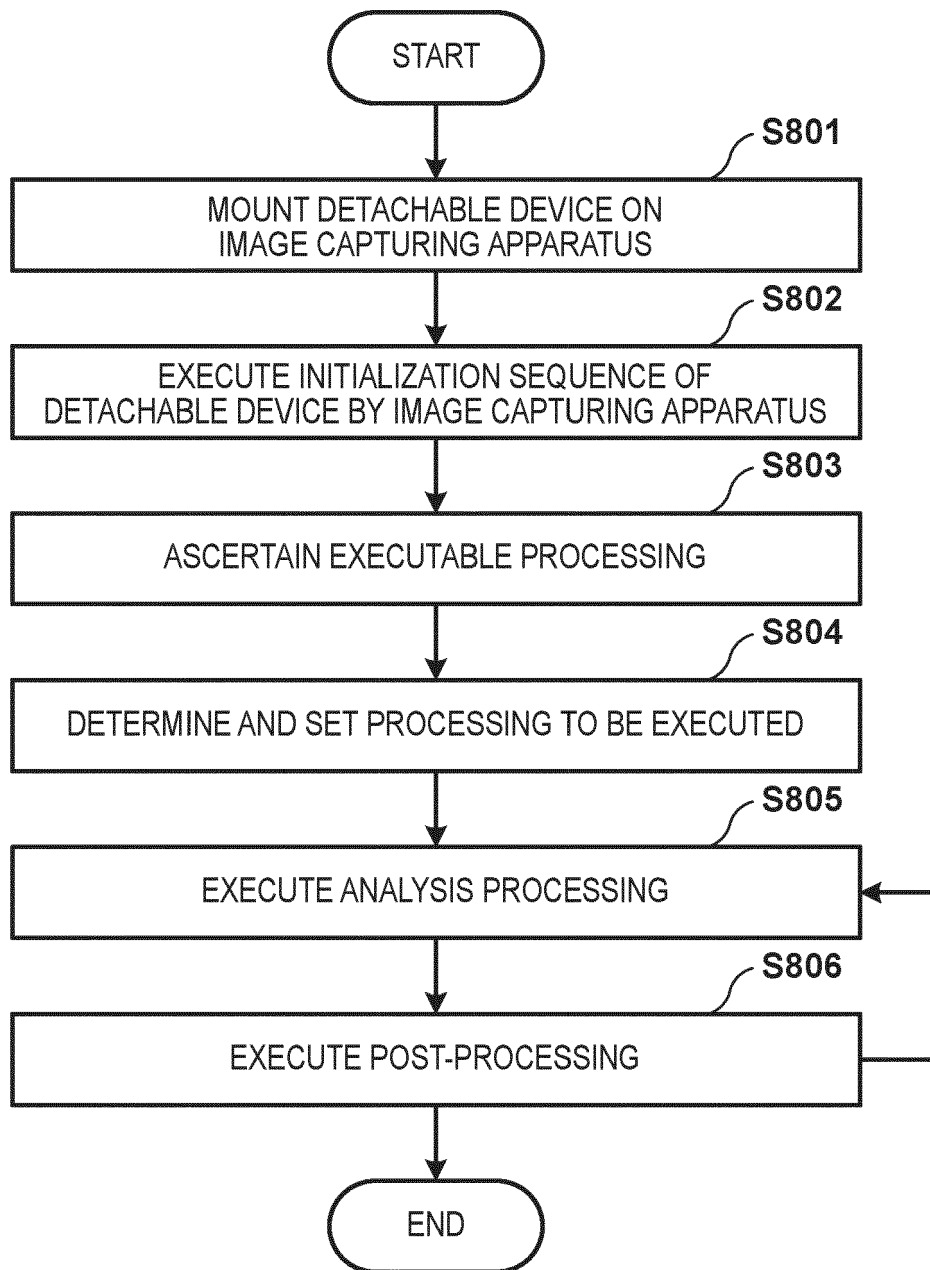 START
S801
MOUNT DETACHABLE DEVICE ON
IMAGE CAPTURING APPARATUS
S802
EXECUTE INITIALIZATION SEQUENCE OF
DETACHABLE DEVICE BY IMAGE CAPTURING APPARATUS
S803
ASCERTAIN EXECUTABLE PROCESSING
S804
DETERMINE AND SET PROCESSING TO BE EXECUTED
S805
EXECUTE ANALYSIS PROCESSING
S806
EXECUTE POST-PROCESSING
END